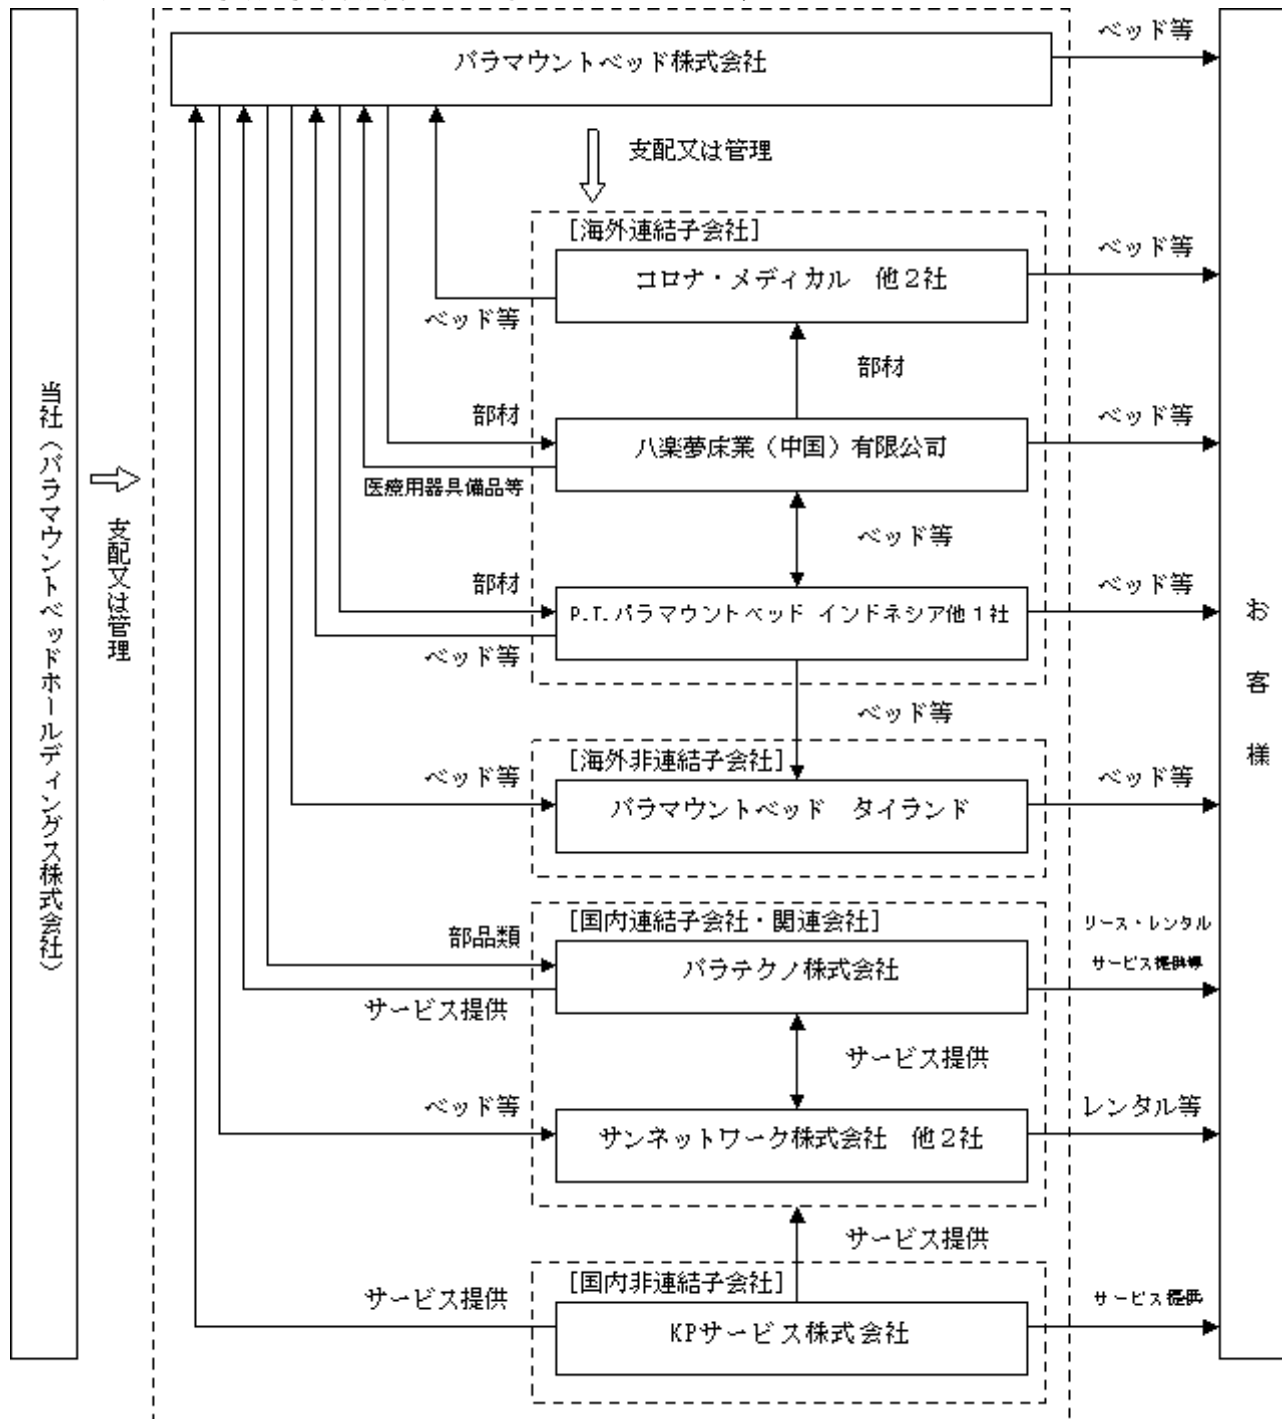 ベッド等
パラマウントベッド株式会社
支配又は管理
[海外連結子会社]
コロナ・メディカル 他２社
ベッド等
ベッド等
部材
部材
八楽夢床業（中国）有限公司
ベッド等
医療用器具備品等
ベッド等
部材
P.T.パラマウントベッド インドネシア他１社
ベッド等
ベッド等
ベッド等
[海外非連結子会社]
ベッド等
パラマウントベッド タイランド
ベッド等
[国内連結子会社・関連会社]
リース・レンタル
部品類
パラテクノ株式会社
サービス提供等
サービス提供
サービス提供
ベッド等
サンネットワーク株式会社 他２社
レンタル等
サービス提供
[国内非連結子会社]
サービス提供
KPサービス株式会社
サービス提供
当社（パラマウントベッドホールディングス株式会社）
支配又は管理
お客様